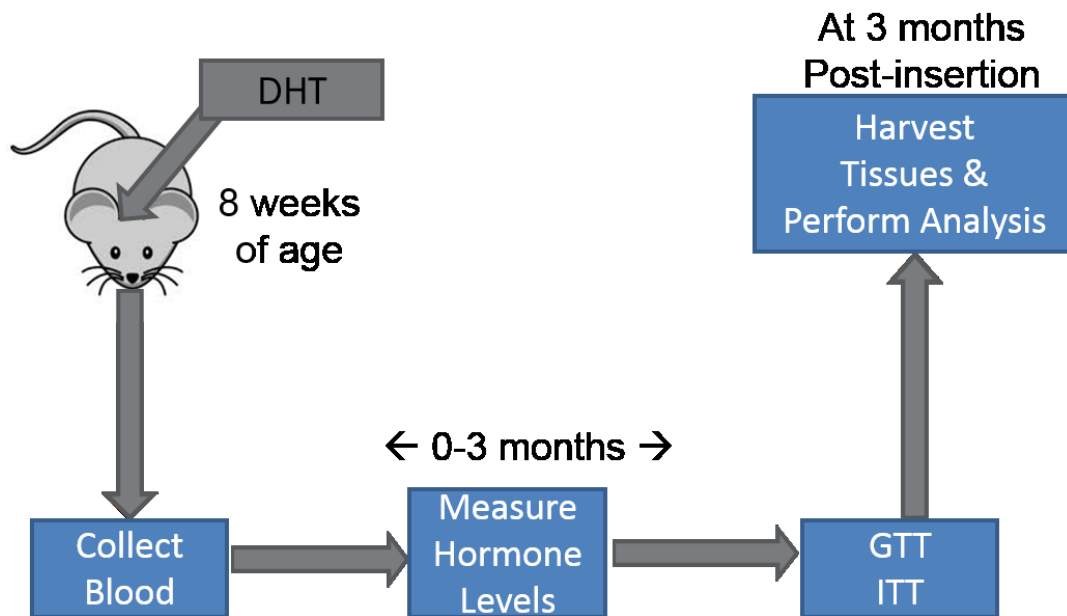 DHT
8 weeks
of age
Collect
Blood
← 0-3 months →
Measure
Hormone
Levels
GTT
ITT
At 3 months
Post-insertion
Harvest
Tissues &
Perform Analysis